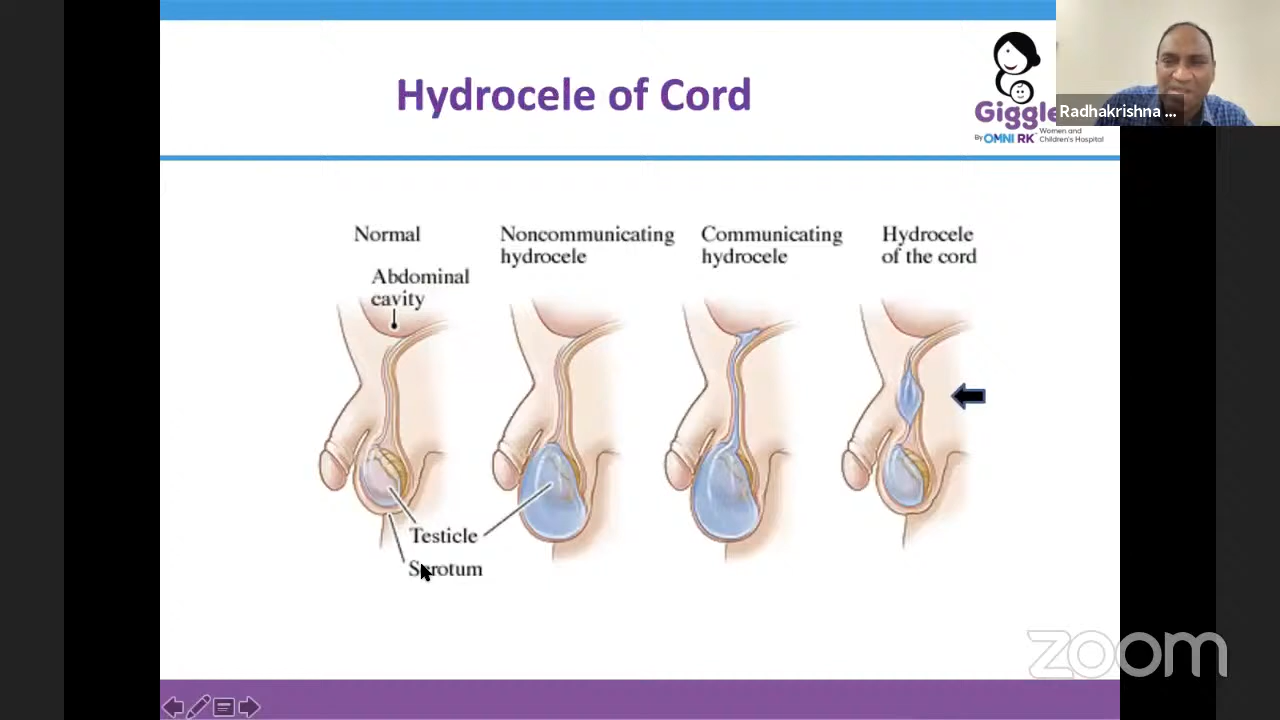 Hydrocele of Cord
Giggle
By OMNI RK Women and
Children's Hospital
Radhakrishna ...
Normal
Noncommunicating
hydrocele
Communicating
hydrocele
Hydrocele
of the cord
Abdominal
cavity
Testicle
Scrotum
zoom